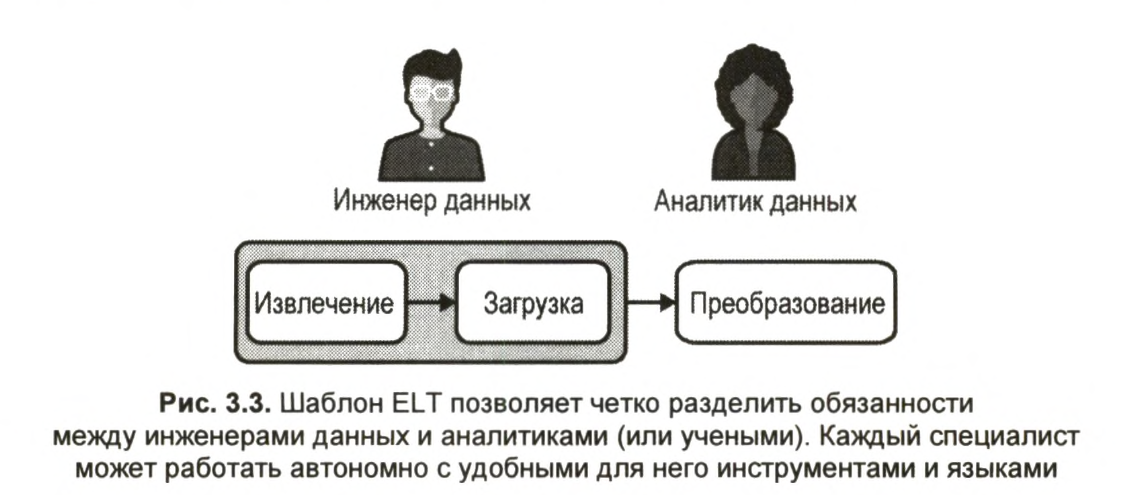 Инженер данных
Аналитик данных
Извлечение
Загрузка
Преобразование
Рис. 3.3. Шаблон ELT позволяет четко разделить обязанности
между инженерами данных и аналитиками (или учеными). Каждый специалист
может работать автономно с удобными для него инструментами и языками